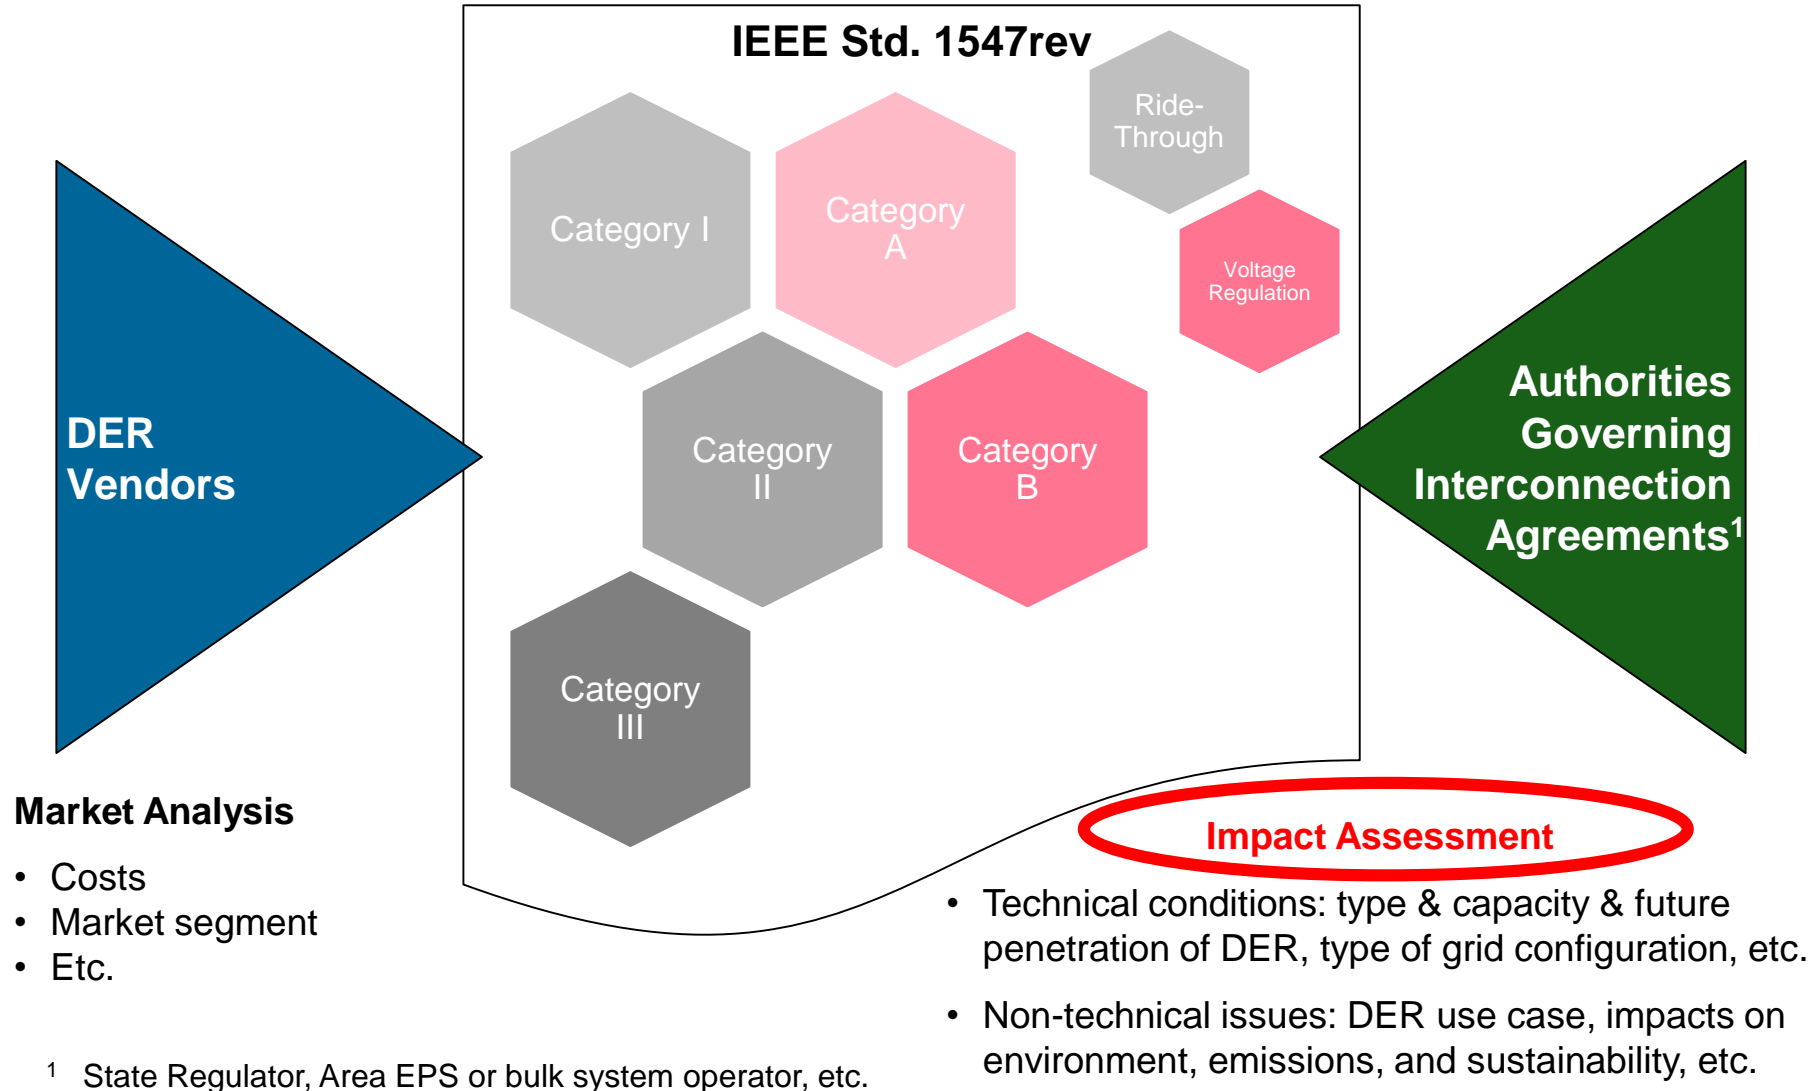 IEEE Std. 1547rev
Ride-
Through
Category I
Category
A
Voltage
Regulation
DER
Vendors
Category
II
Category
B
Authorities
Governing
Interconnection
Agreements¹
Category
III
Market Analysis
• Costs
• Market segment
• Etc.
Impact Assessment
• Technical conditions: type & capacity & future
penetration of DER, type of grid configuration, etc.
• Non-technical issues: DER use case, impacts on
environment, emissions, and sustainability, etc.
¹ State Regulator, Area EPS or bulk system operator, etc.